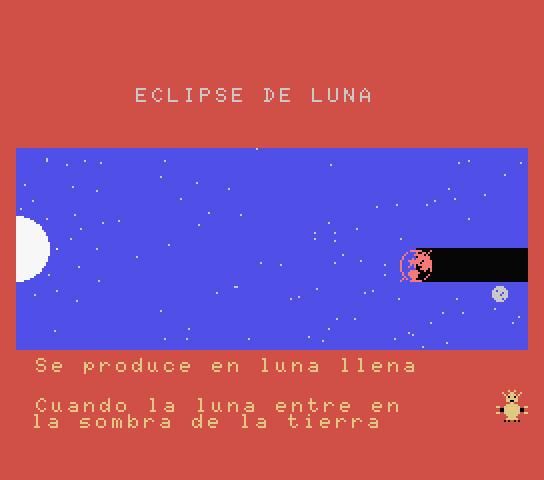 ECLIPSE DE LUNA
Se produce en luna llena
Cuando la luna entre en
la sombra de la tierra